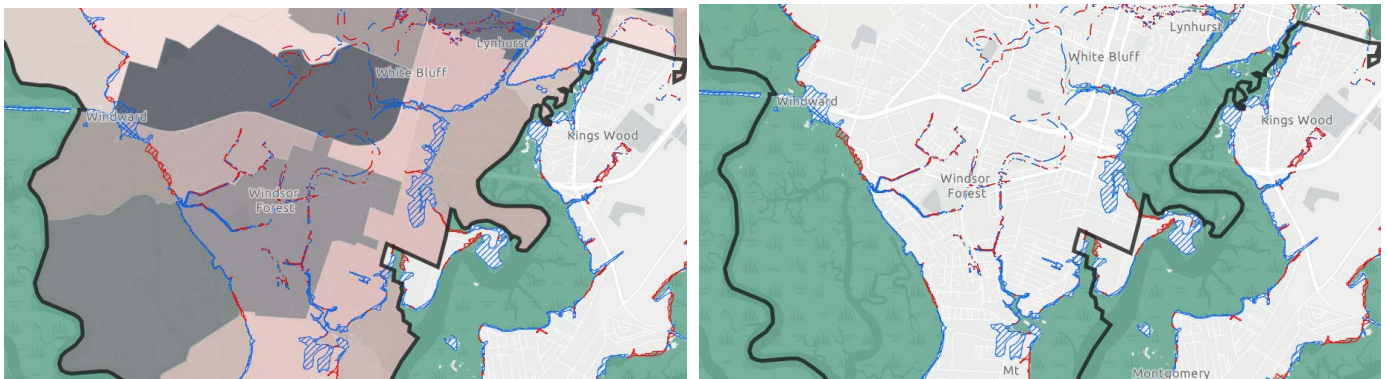 Lynhurst
White Bluff
Windward
Kings Wood
Windsor
Forest
Lynhurst
White Bluff
Windward
Kings Wood
Windsor
Forest
Mt
Montgomery